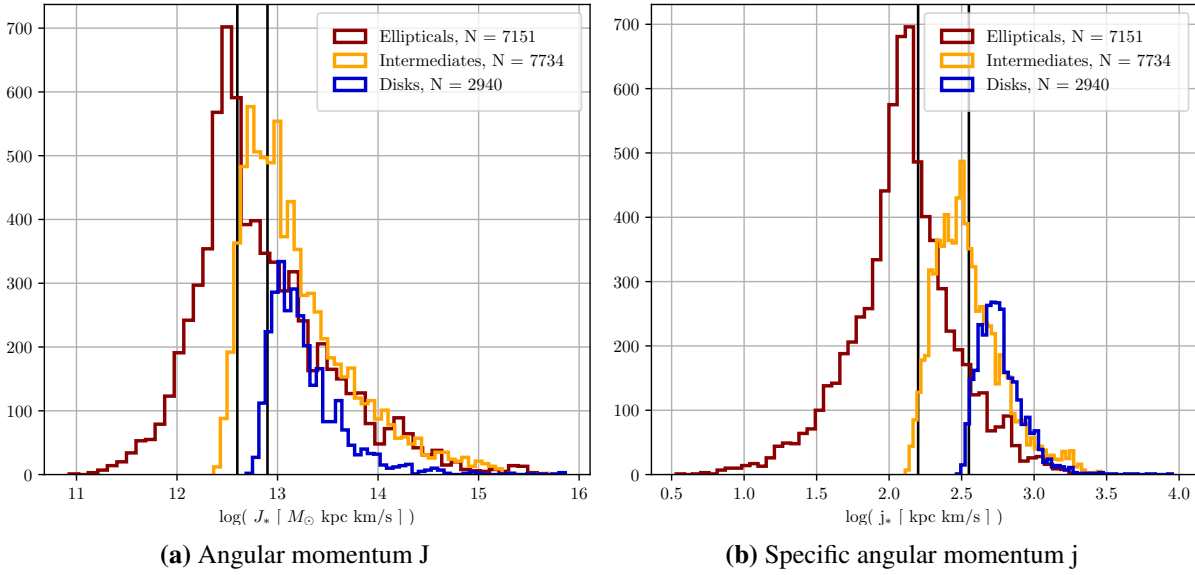 700
600
500
400
300
200
100
0
Ellipticals, N = 7151
Intermediates, N = 7734
Disks, N = 2940
11 12 13 14 15 16
log( J* [ M⊙ kpc km/s ] )
(a) Angular momentum J
700
600
500
400
300
200
100
0
Ellipticals, N = 7151
Intermediates, N = 7734
Disks, N = 2940
0.5 1.0 1.5 2.0 2.5 3.0 3.5 4.0
log( j* [ kpc km/s ] )
(b) Specific angular momentum j